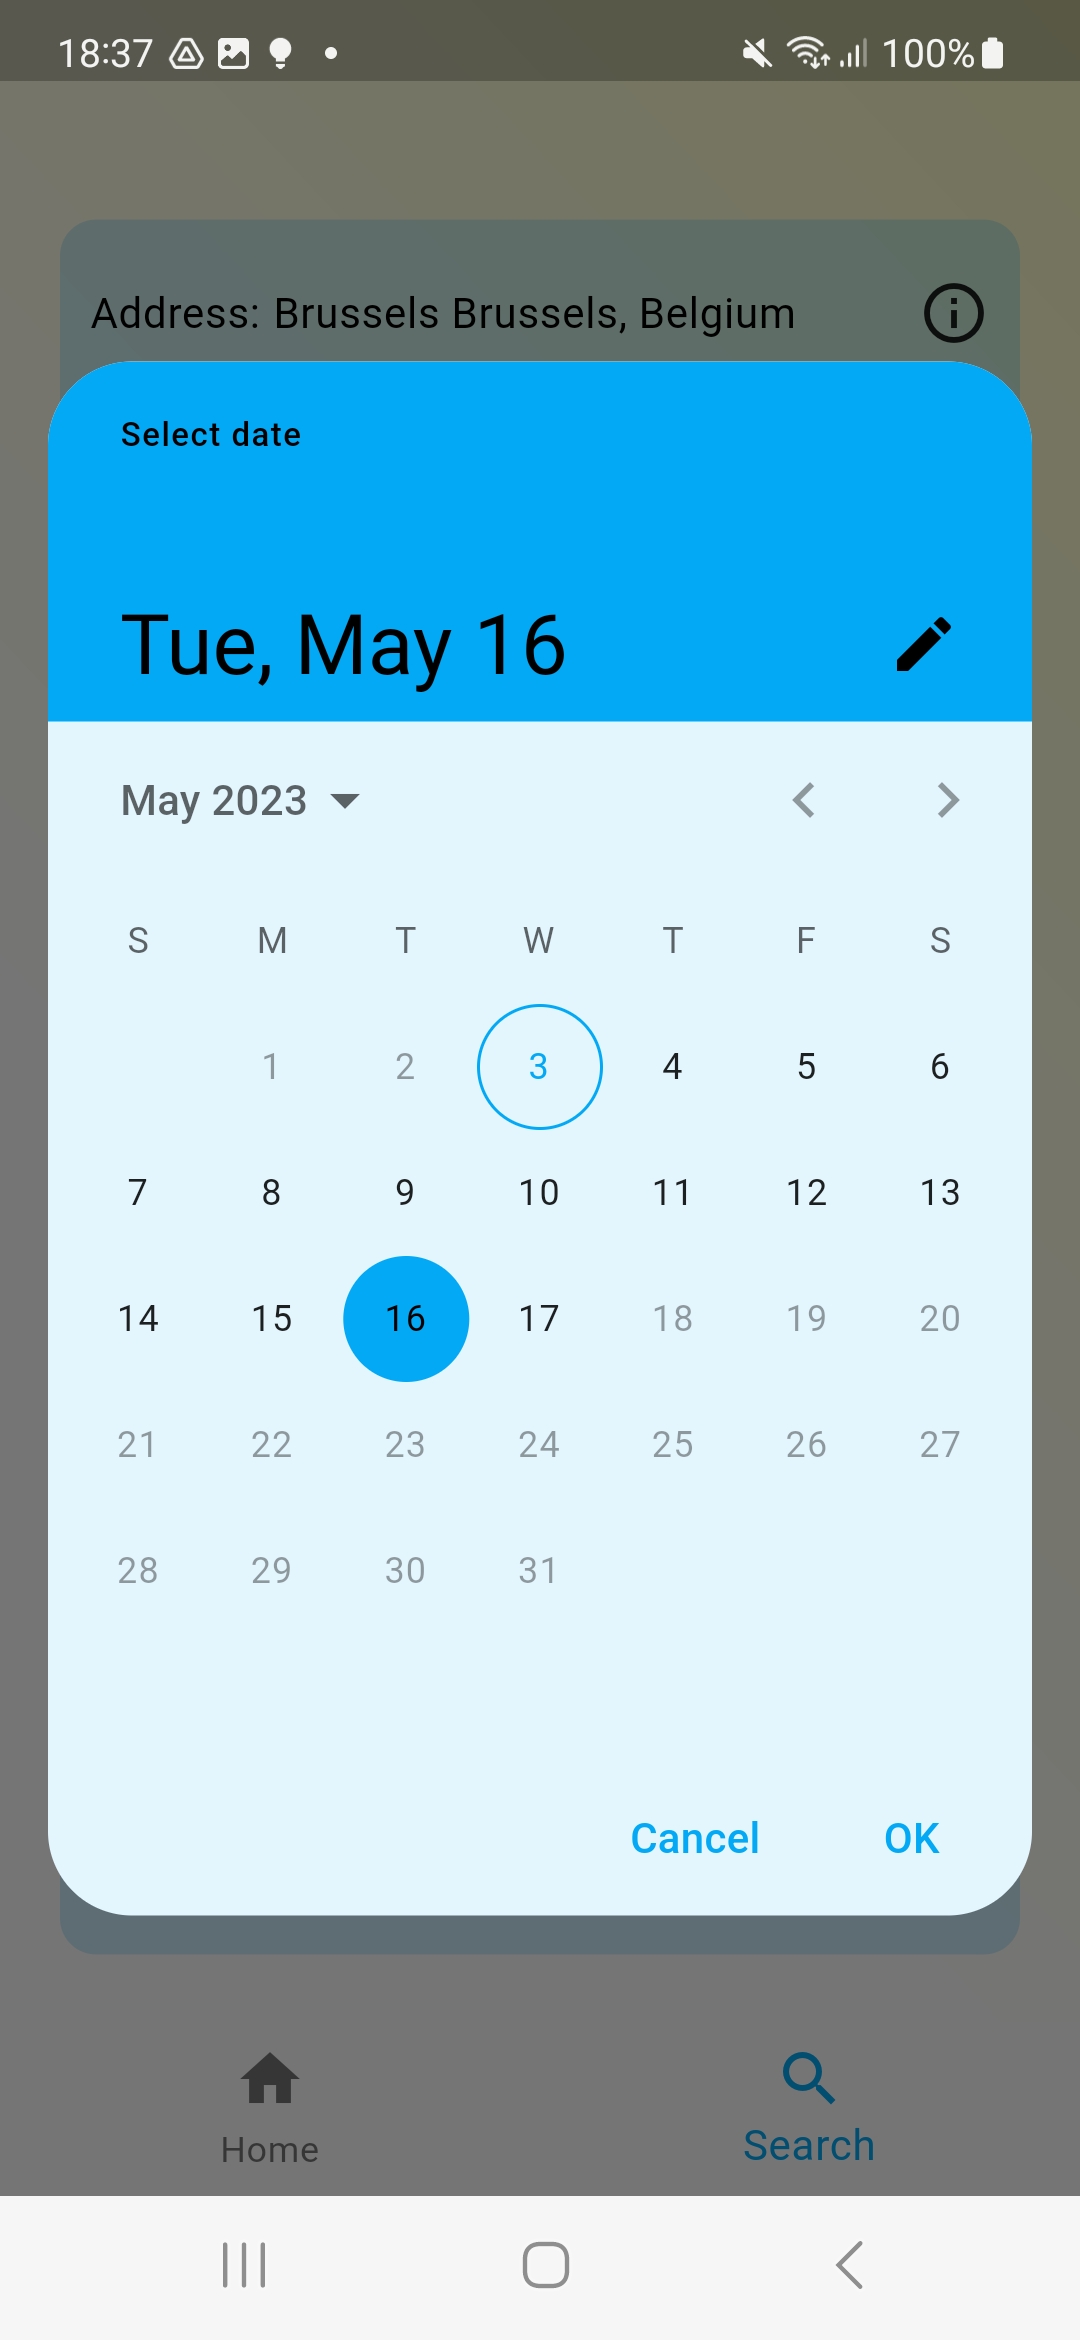 18:37 100%
Address: Brussels Brussels, Belgium
Select date
Tue, May 16
May 2023
S M T W T F S
1 2 3 4 5 6
7 8 9 10 11 12 13
14 15 16 17 18 19 20
21 22 23 24 25 26 27
28 29 30 31
Cancel OK
Home Search